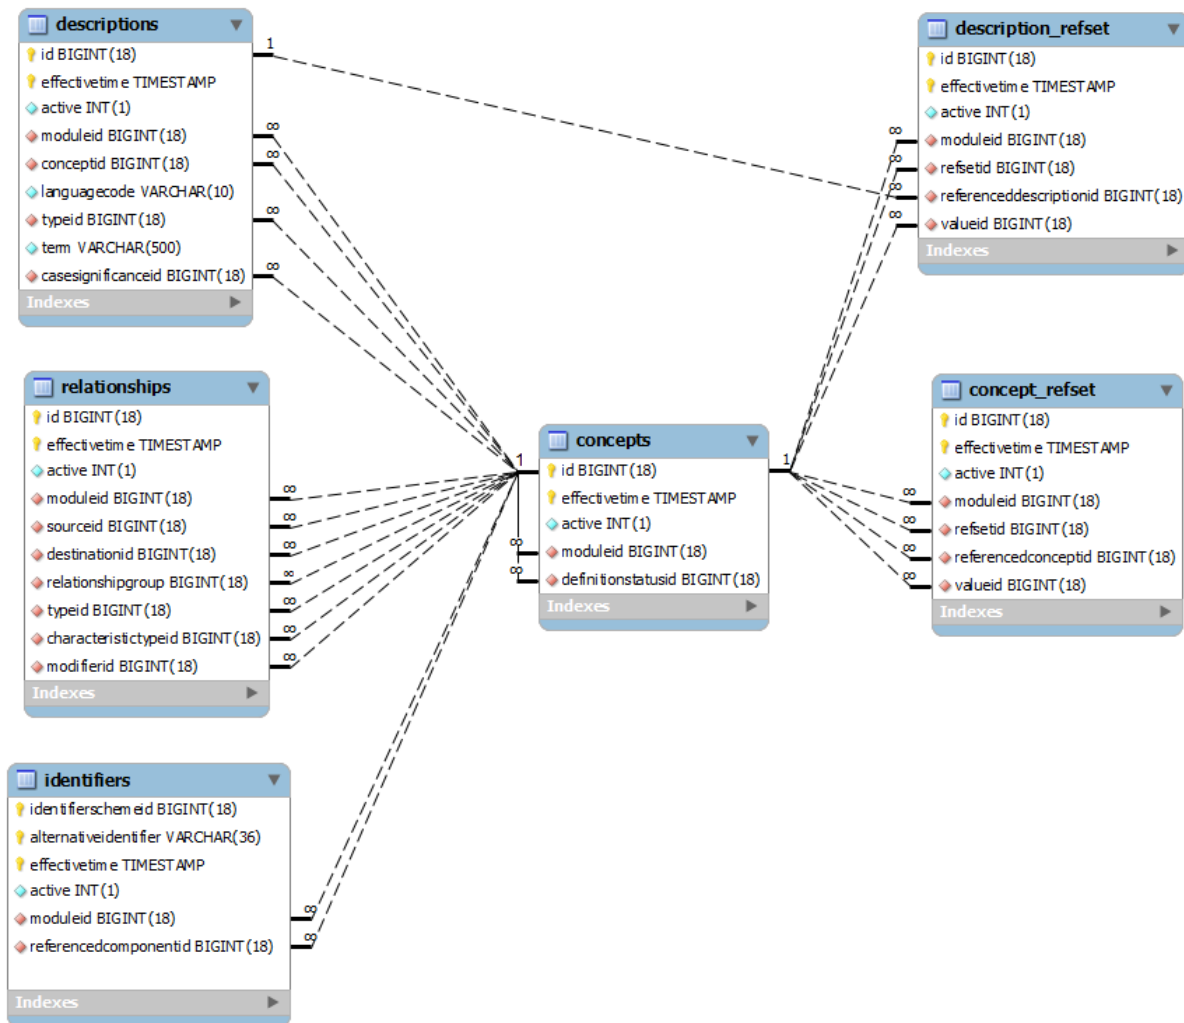 descriptions
id BIGINT(18)
effectivetime TIMESTAMP
active INT(1)
moduleid BIGINT(18)
conceptid BIGINT(18)
languagecode VARCHAR(10)
typeid BIGINT(18)
term VARCHAR(500)
casesignificanceid BIGINT(18)
Indexes
1
∞
∞
∞
∞
description_refset
id BIGINT(18)
effectivetime TIMESTAMP
active INT(1)
moduleid BIGINT(18)
refsetid BIGINT(18)
referenceddescriptionid BIGINT(18)
valueid BIGINT(18)
Indexes
∞
∞
∞
∞
relationships
id BIGINT(18)
effectivetime TIMESTAMP
active INT(1)
moduleid BIGINT(18)
sourceid BIGINT(18)
destinationid BIGINT(18)
relationshipgroup BIGINT(18)
typeid BIGINT(18)
characteristictypeid BIGINT(18)
modifierid BIGINT(18)
Indexes
∞
∞
∞
∞
∞
∞
∞
concepts
id BIGINT(18)
effectivetime TIMESTAMP
active INT(1)
moduleid BIGINT(18)
definitionstatusid BIGINT(18)
Indexes
1
1
∞
∞
concept_refset
id BIGINT(18)
effectivetime TIMESTAMP
active INT(1)
moduleid BIGINT(18)
refsetid BIGINT(18)
referencedconceptid BIGINT(18)
valueid BIGINT(18)
Indexes
∞
∞
∞
∞
identifiers
identifierschemeid BIGINT(18)
alternativeidentifier VARCHAR(36)
effectivetime TIMESTAMP
active INT(1)
moduleid BIGINT(18)
referencedcomponentid BIGINT(18)
Indexes
∞
∞